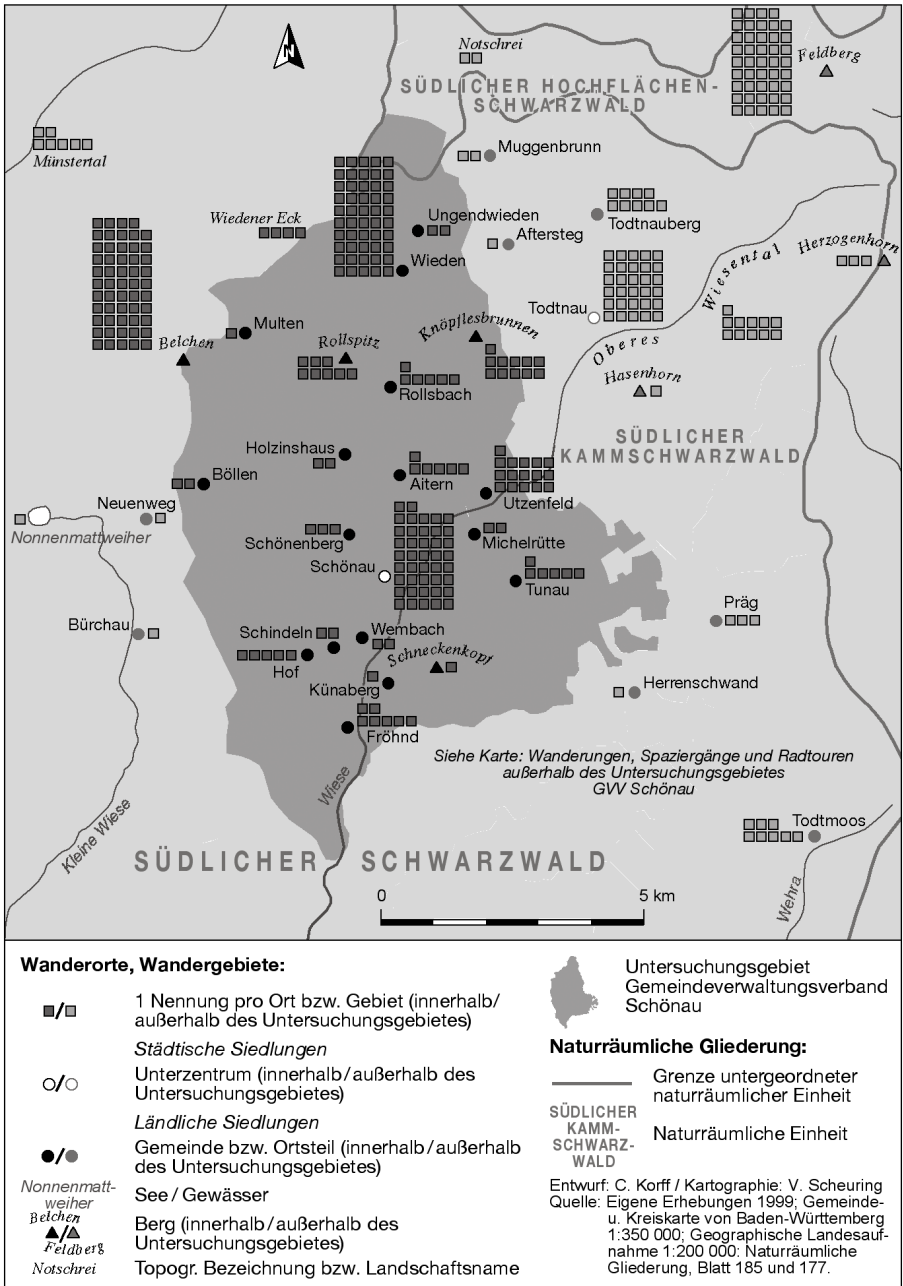 N
Notschrei
Feldberg
SÜDLICHER HOCHFLÄCHEN-
SCHWARZWALD
Münstertal
Muggenbrunn
Wiedener Eck
Ungendwieden
Todtnauberg
Aftersteg
Herzogenhorn
Wieden
Wiesental
Oberes
Todtnau
Multen
Belchen
Rollspitz
Knöpflesbrunnen
Hasenhorn
Rollsbach
SÜDLICHER
KAMMSCHWARZWALD
Holzinshaus
Böllen
Aitern
Utzenfeld
Neuenweg
Nonnenmattweiher
Schönenberg
Michelrütte
Schönau
Tunau
Präg
Bürchau
Schindeln
Wembach
Schneckenkopf
Hof
Künaberg
Herrenschwand
Fröhnd
Siehe Karte: Wanderungen, Spaziergänge und Radtouren
außerhalb des Untersuchungsgebietes
GVV Schönau
Wiese
Kleine Wiese
Todtmoos
Wehra
SÜDLICHER SCHWARZWALD
0 5 km
Wanderorte, Wandergebiete:
1 Nennung pro Ort bzw. Gebiet (innerhalb/
außerhalb des Untersuchungsgebietes)
Städtische Siedlungen
Unterzentrum (innerhalb/außerhalb des
Untersuchungsgebietes)
Ländliche Siedlungen
Gemeinde bzw. Ortsteil (innerhalb/außerhalb
des Untersuchungsgebietes)
Nonnenmatt-
weiher
See/Gewässer
Belchen
Feldberg
Berg (innerhalb/außerhalb des
Untersuchungsgebietes)
Notschrei
Topogr. Bezeichnung bzw. Landschaftsname
Untersuchungsgebiet
Gemeindeverwaltungsverband
Schönau
Naturräumliche Gliederung:
Grenze untergeordneter
naturräumlicher Einheit
SÜDLICHER
KAMM-
SCHWARZ-
WALD
Naturräumliche Einheit
Entwurf: C. Korff / Kartographie: V. Scheuring
Quelle: Eigene Erhebungen 1999; Gemeinde-
u. Kreiskarte von Baden-Württemberg
1:350 000; Geographische Landesauf-
nahme 1:200 000: Naturräumliche
Gliederung, Blatt 185 und 177.